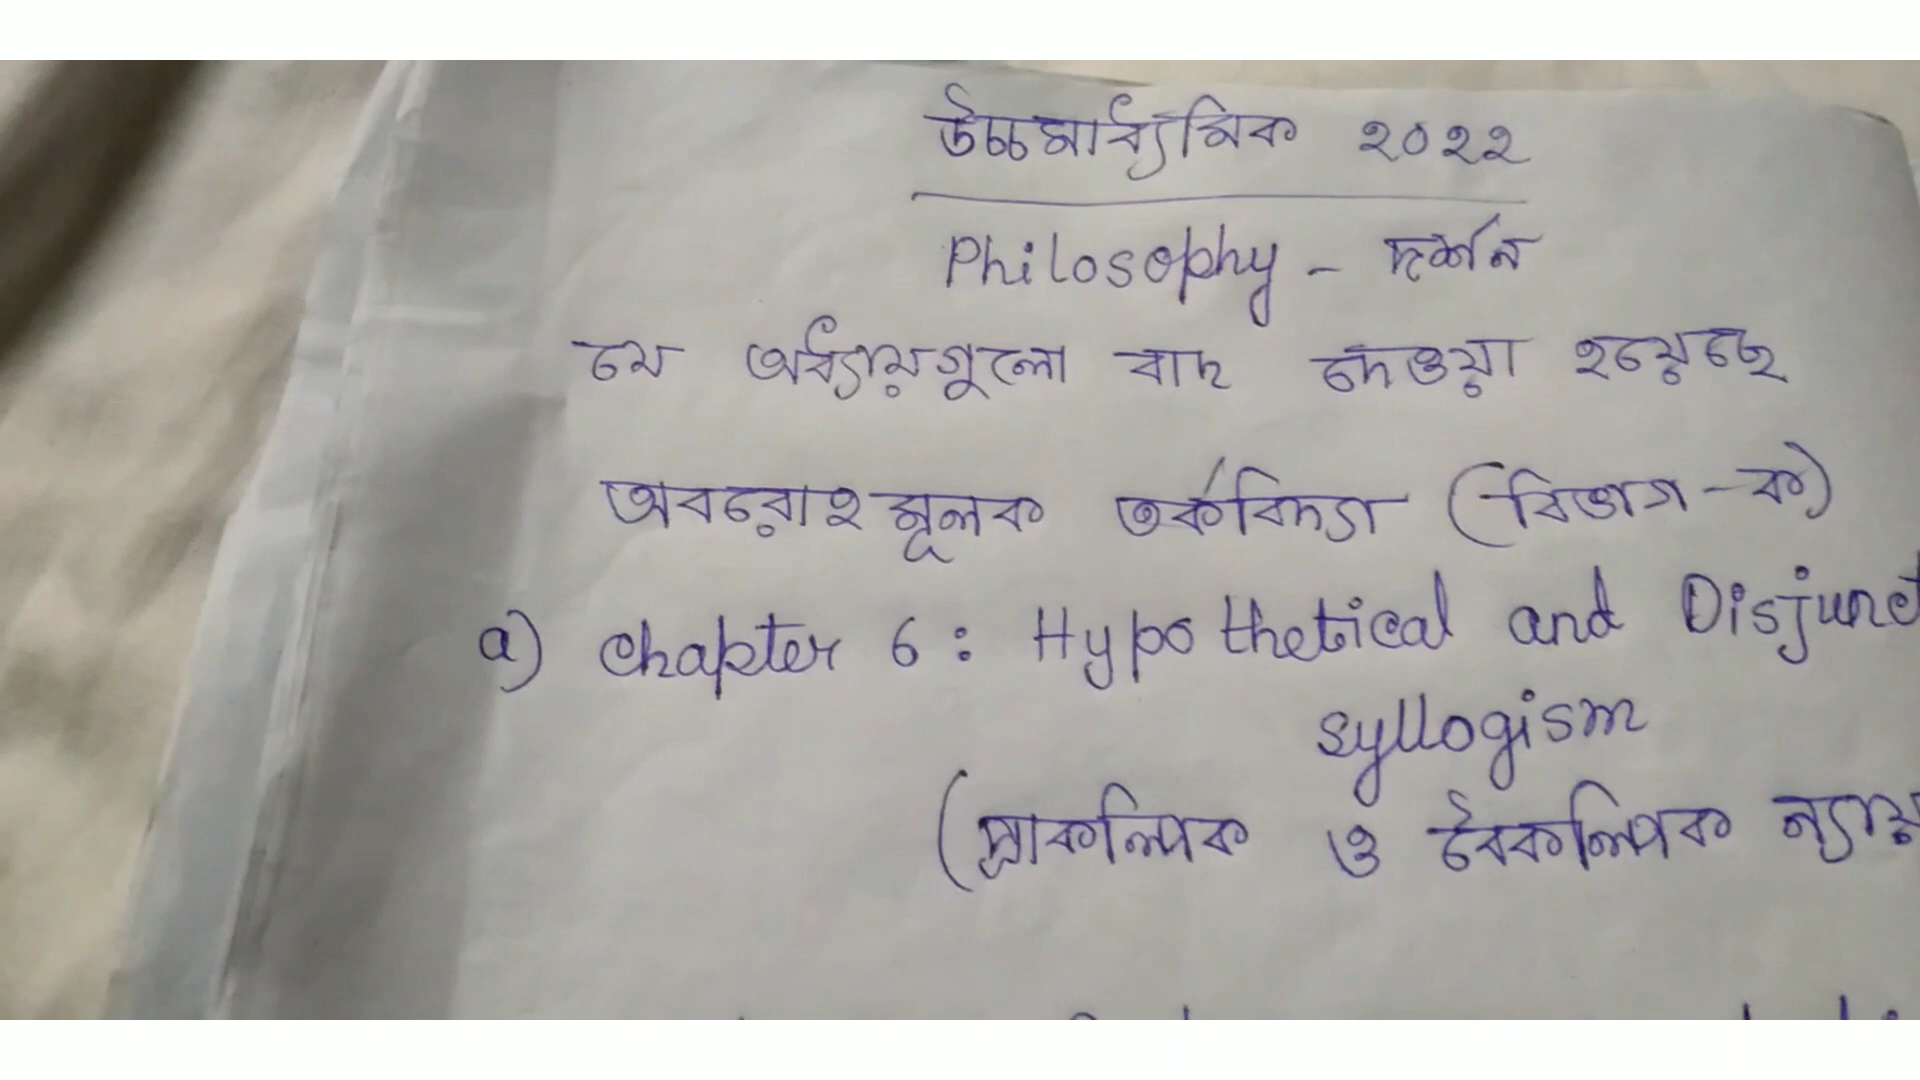 উচ্চমাধ্যমিক ২০২২
Philosophy - দর্শন
যে অধ্যায়গুলো বাদ দেওয়া হয়েছে
অবরোহমূলক তর্কবিদ্যা (বিভাগ-ক)
a) Chapter 6: Hypothetical and Disjunct
syllogism
(প্রাকল্পিক ও বৈকল্পিক ন্যায়